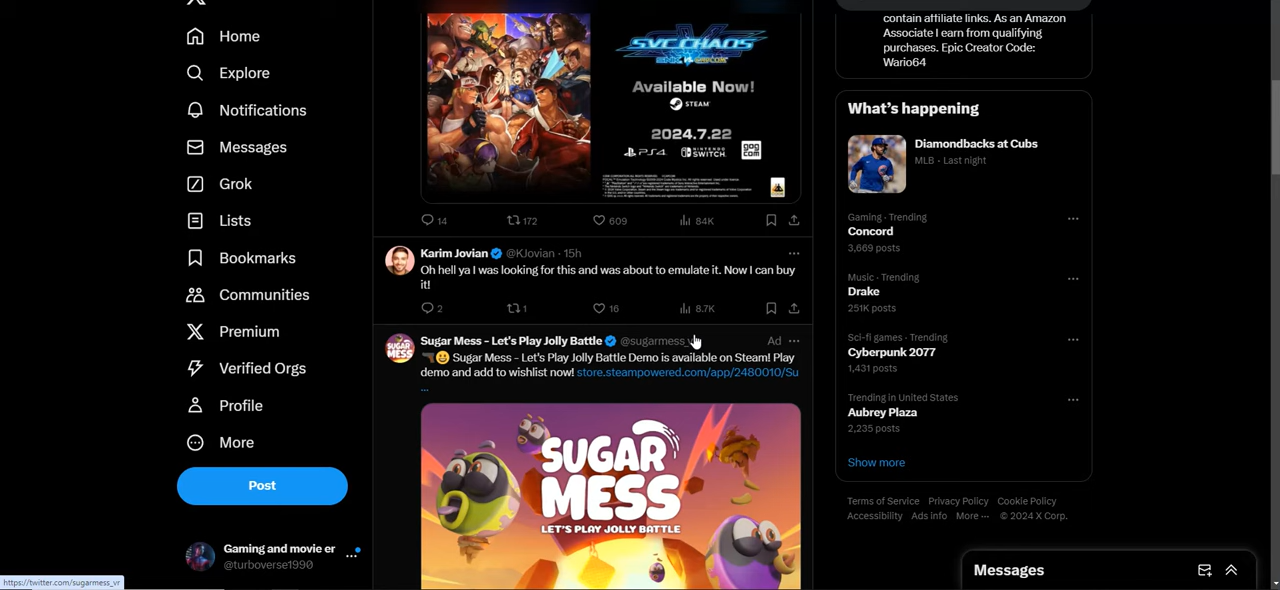 Home
Explore
Notifications
Messages
Grok
Lists
Bookmarks
Communities
Premium
Verified Orgs
Profile
More
Post
Gaming and movie er
@turboverse1990
https://twitter.com/sugarmess_vr
SVC CHAOS
Available Now!
STEAM
2024.7.22
PS4
NINTENDO SWITCH
GOG COM
14
172
609
84K
Karim Jovian @KJovian · 15h
Oh hell ya I was looking for this and was about to emulate it. Now I can buy
it!
2
1
16
8.7K
Sugar Mess - Let's Play Jolly Battle @sugarmess_v
Ad
Sugar Mess - Let's Play Jolly Battle Demo is available on Steam! Play
demo and add to wishlist now! store.steampowered.com/app/2480010/Su
...
SUGAR
MESS
LET'S PLAY JOLLY BATTLE
contain affiliate links. As an Amazon
Associate I earn from qualifying
purchases. Epic Creator Code:
Wario64
What's happening
Diamondbacks at Cubs
MLB · Last night
Gaming · Trending
Concord
3,669 posts
Music · Trending
Drake
251K posts
Sci-fi games · Trending
Cyberpunk 2077
1,431 posts
Trending in United States
Aubrey Plaza
2,235 posts
Show more
Terms of Service Privacy Policy Cookie Policy
Accessibility Ads info More ··· © 2024 X Corp.
Messages